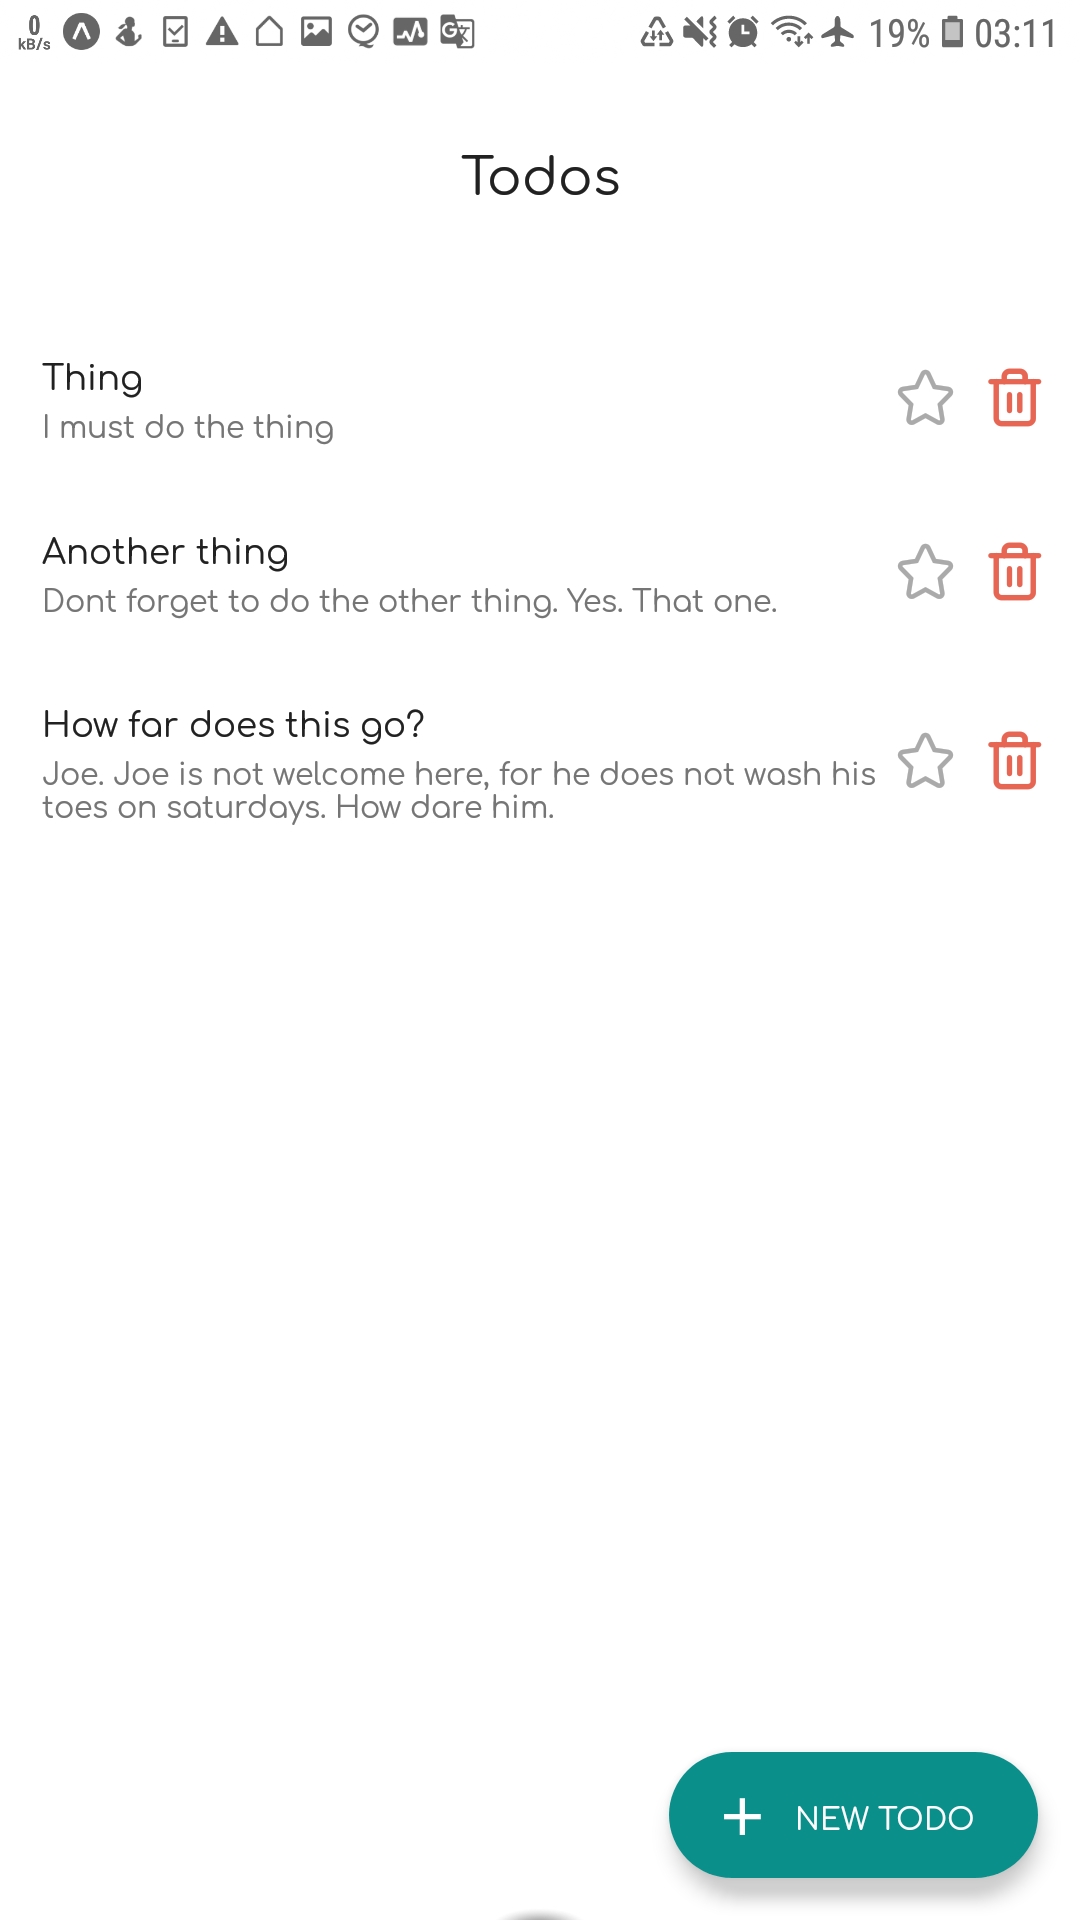 0
kB/s
19%
03:11
Todos
Thing
I must do the thing
Another thing
Dont forget to do the other thing. Yes. That one.
How far does this go?
Joe. Joe is not welcome here, for he does not wash his
toes on saturdays. How dare him.
NEW TODO